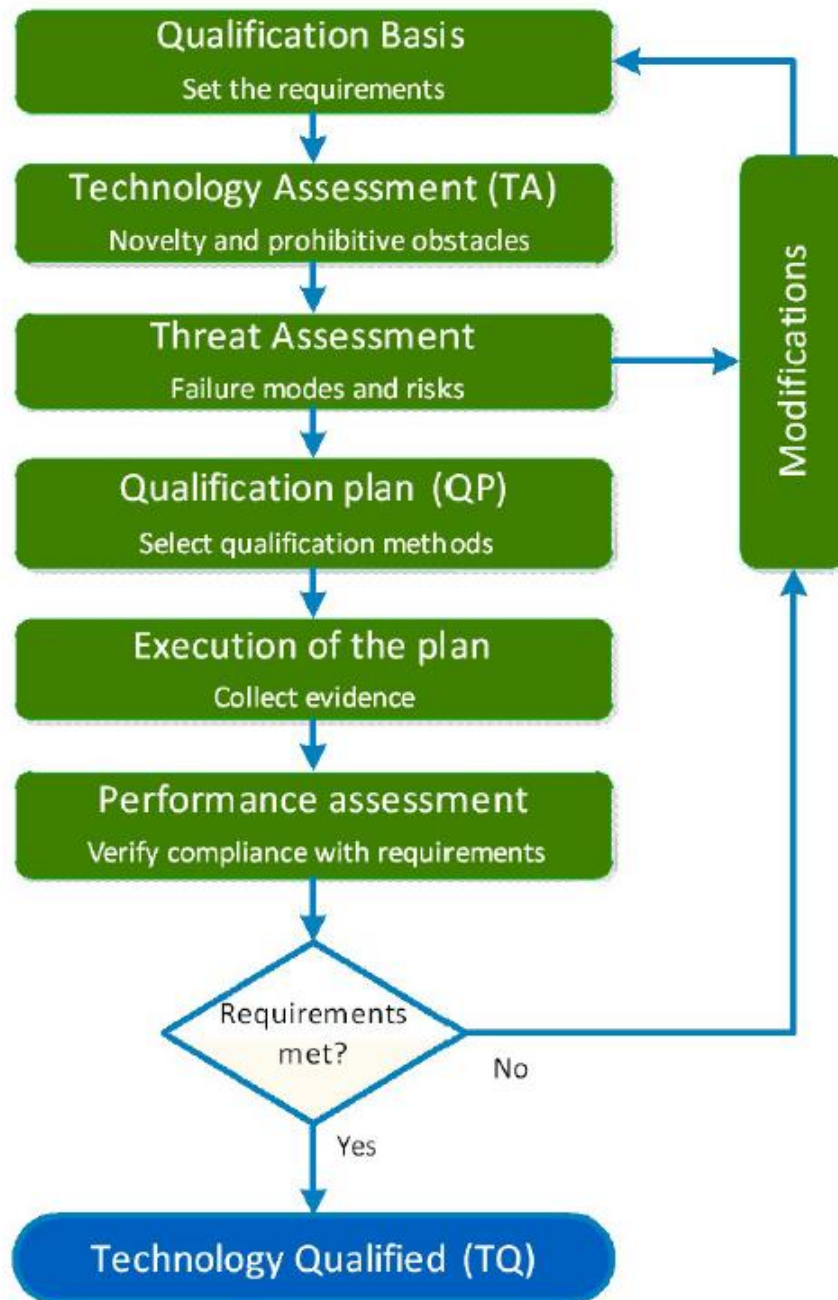 Qualification Basis
Set the requirements
Technology Assessment (TA)
Novelty and prohibitive obstacles
Threat Assessment
Failure modes and risks
Modifications
Qualification plan (QP)
Select qualification methods
Execution of the plan
Collect evidence
Performance assessment
Verify compliance with requirements
Requirements
met?
No
Yes
Technology Qualified (TQ)